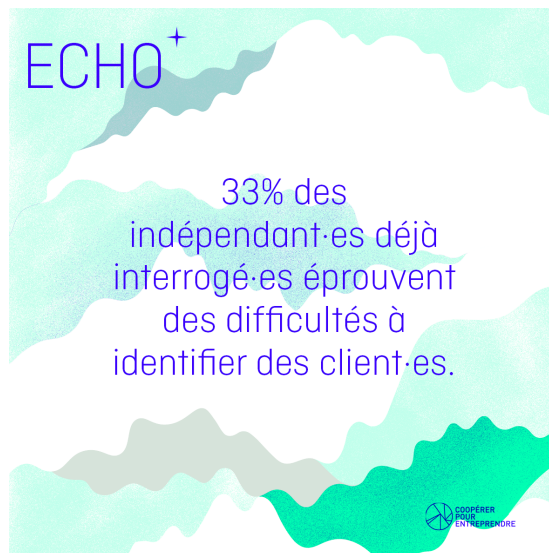 ECHO+
33% des
indépendant·es déjà
interrogé·es éprouvent
des difficultés à
identifier des client·es.
COOPÉRER
POUR
ENTREPRENDRE